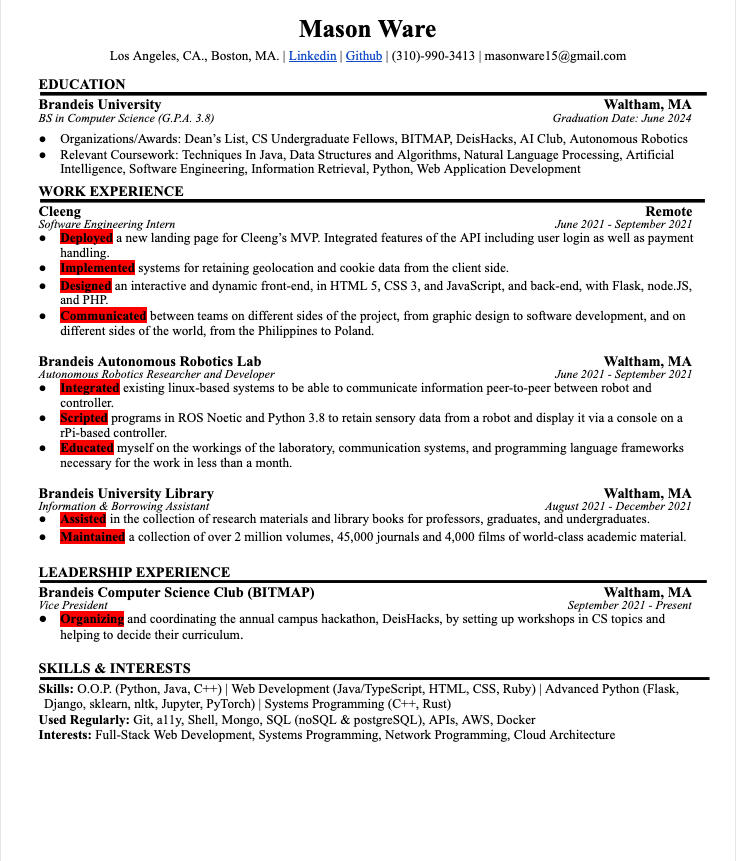 Mason Ware
Los Angeles, CA., Boston, MA. | Linkedin | Github | (310)-990-3413 | masonware15@gmail.com
EDUCATION
Brandeis University Waltham, MA
BS in Computer Science (G.P.A. 3.8) Graduation Date: June 2024
● Organizations/Awards: Dean's List, CS Undergraduate Fellows, BITMAP, DeisHacks, AI Club, Autonomous Robotics
● Relevant Coursework: Techniques In Java, Data Structures and Algorithms, Natural Language Processing, Artificial
Intelligence, Software Engineering, Information Retrieval, Python, Web Application Development
WORK EXPERIENCE
Cleeng Remote
Software Engineering Intern June 2021 - September 2021
● Deployed a new landing page for Cleeng's MVP. Integrated features of the API including user login as well as payment
handling.
● Implemented systems for retaining geolocation and cookie data from the client side.
● Designed an interactive and dynamic front-end, in HTML 5, CSS 3, and JavaScript, and back-end, with Flask, node.JS,
and PHP.
● Communicated between teams on different sides of the project, from graphic design to software development, and on
different sides of the world, from the Philippines to Poland.
Brandeis Autonomous Robotics Lab Waltham, MA
Autonomous Robotics Researcher and Developer June 2021 - September 2021
● Integrated existing linux-based systems to be able to communicate information peer-to-peer between robot and
controller.
● Scripted programs in ROS Noetic and Python 3.8 to retain sensory data from a robot and display it via a console on a
rPi-based controller.
● Educated myself on the workings of the laboratory, communication systems, and programming language frameworks
necessary for the work in less than a month.
Brandeis University Library Waltham, MA
Information & Borrowing Assistant August 2021 - December 2021
● Assisted in the collection of research materials and library books for professors, graduates, and undergraduates.
● Maintained a collection of over 2 million volumes, 45,000 journals and 4,000 films of world-class academic material.
LEADERSHIP EXPERIENCE
Brandeis Computer Science Club (BITMAP) Waltham, MA
Vice President September 2021 - Present
● Organizing and coordinating the annual campus hackathon, DeisHacks, by setting up workshops in CS topics and
helping to decide their curriculum.
SKILLS & INTERESTS
Skills: O.O.P. (Python, Java, C++) | Web Development (Java/TypeScript, HTML, CSS, Ruby) | Advanced Python (Flask,
Django, sklearn, nltk, Jupyter, PyTorch) | Systems Programming (C++, Rust)
Used Regularly: Git, a11y, Shell, Mongo, SQL (noSQL & postgreSQL), APIs, AWS, Docker
Interests: Full-Stack Web Development, Systems Programming, Network Programming, Cloud Architecture